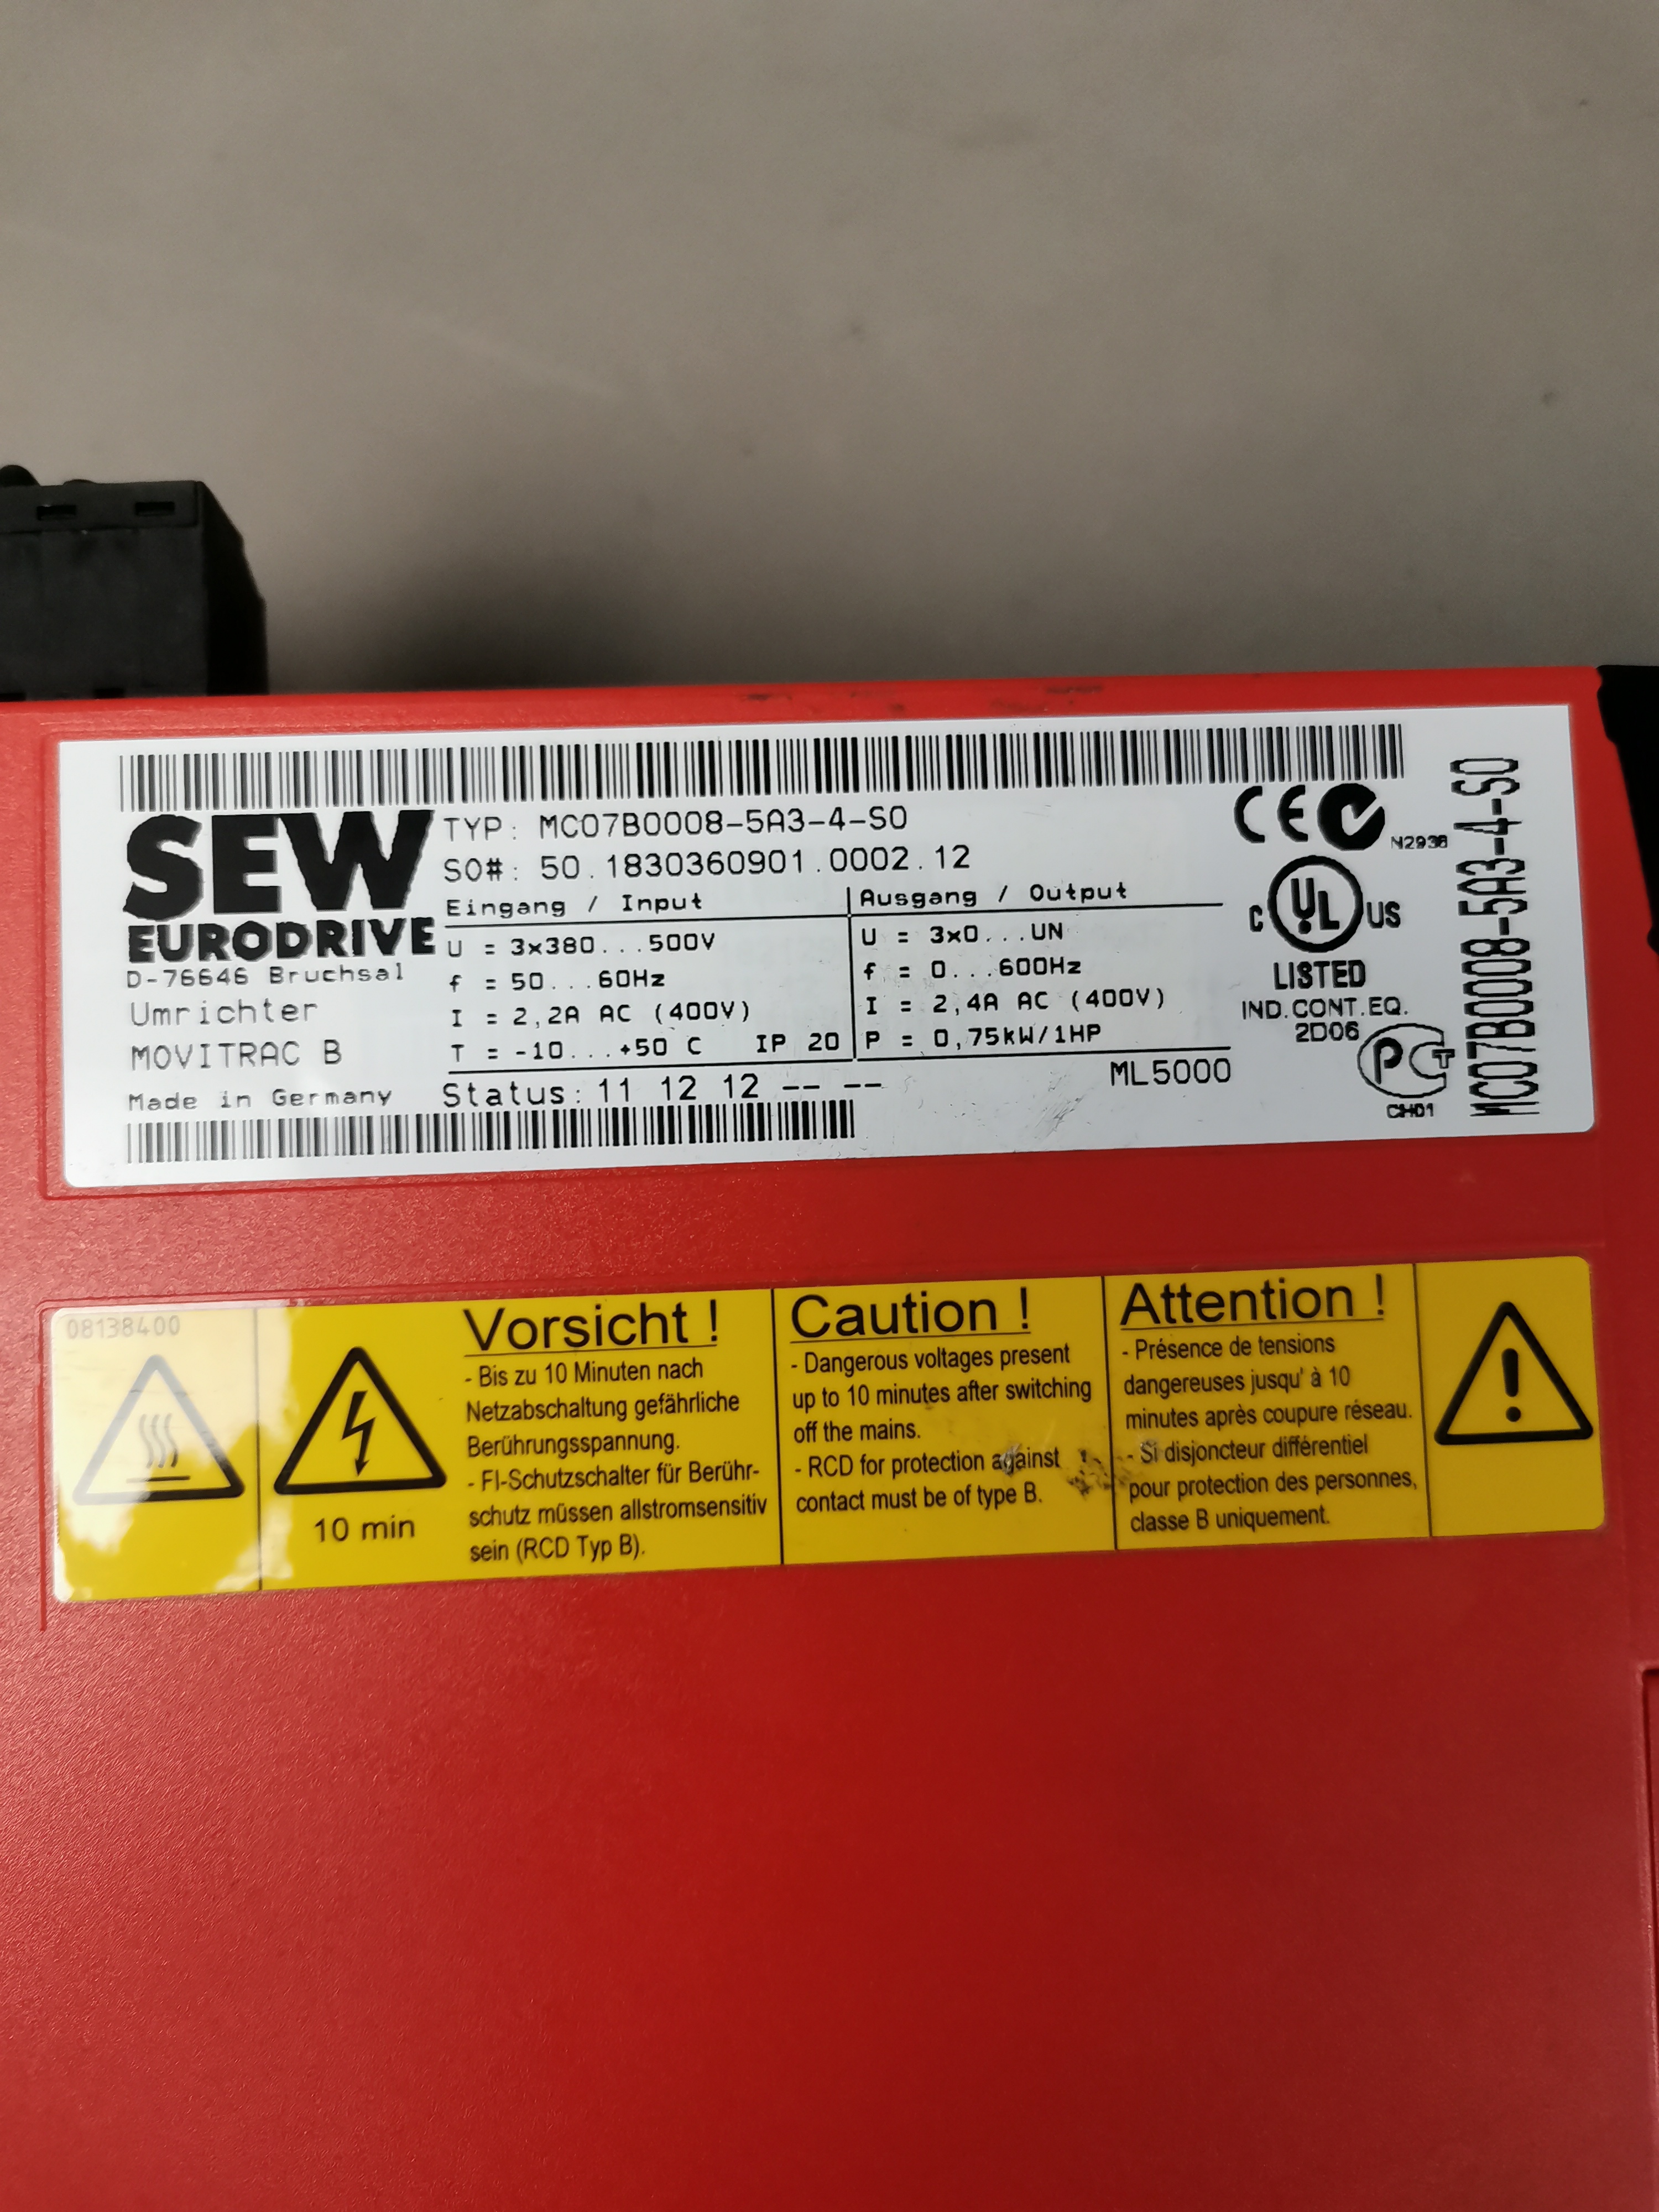 SEW
EURODRIVE
D-76646 Bruchsal
Umrichter
MOVITRAC B
Made in Germany
TYP: MC07B0008-5A3-4-S0
SO#: 50.1830360901.0002.12
Eingang / Input
U = 3x380...500V
f = 50...60Hz
I = 2,2A AC (400V)
T = -10...+50 C IP 20
Ausgang / Output
U = 3x0...UN
f = 0...600Hz
I = 2,4A AC (400V)
P = 0,75kW/1HP
Status: 11 12 12 -- --
ML5000
CE
N2936
C UL US
LISTED
IND.CONT.EQ.
2D06
PCT
CH01
MC07B0008-5A3-4-S0
08138400
10 min
Vorsicht !
- Bis zu 10 Minuten nach
Netzabschaltung gefährliche
Berührungsspannung.
- FI-Schutzschalter für Berühr-
schutz müssen allstromsensitiv
sein (RCD Typ B).
Caution !
- Dangerous voltages present
up to 10 minutes after switching
off the mains.
- RCD for protection against
contact must be of type B.
Attention !
- Présence de tensions
dangereuses jusqu' à 10
minutes après coupure réseau.
- Si disjoncteur différentiel
pour protection des personnes,
classe B uniquement.